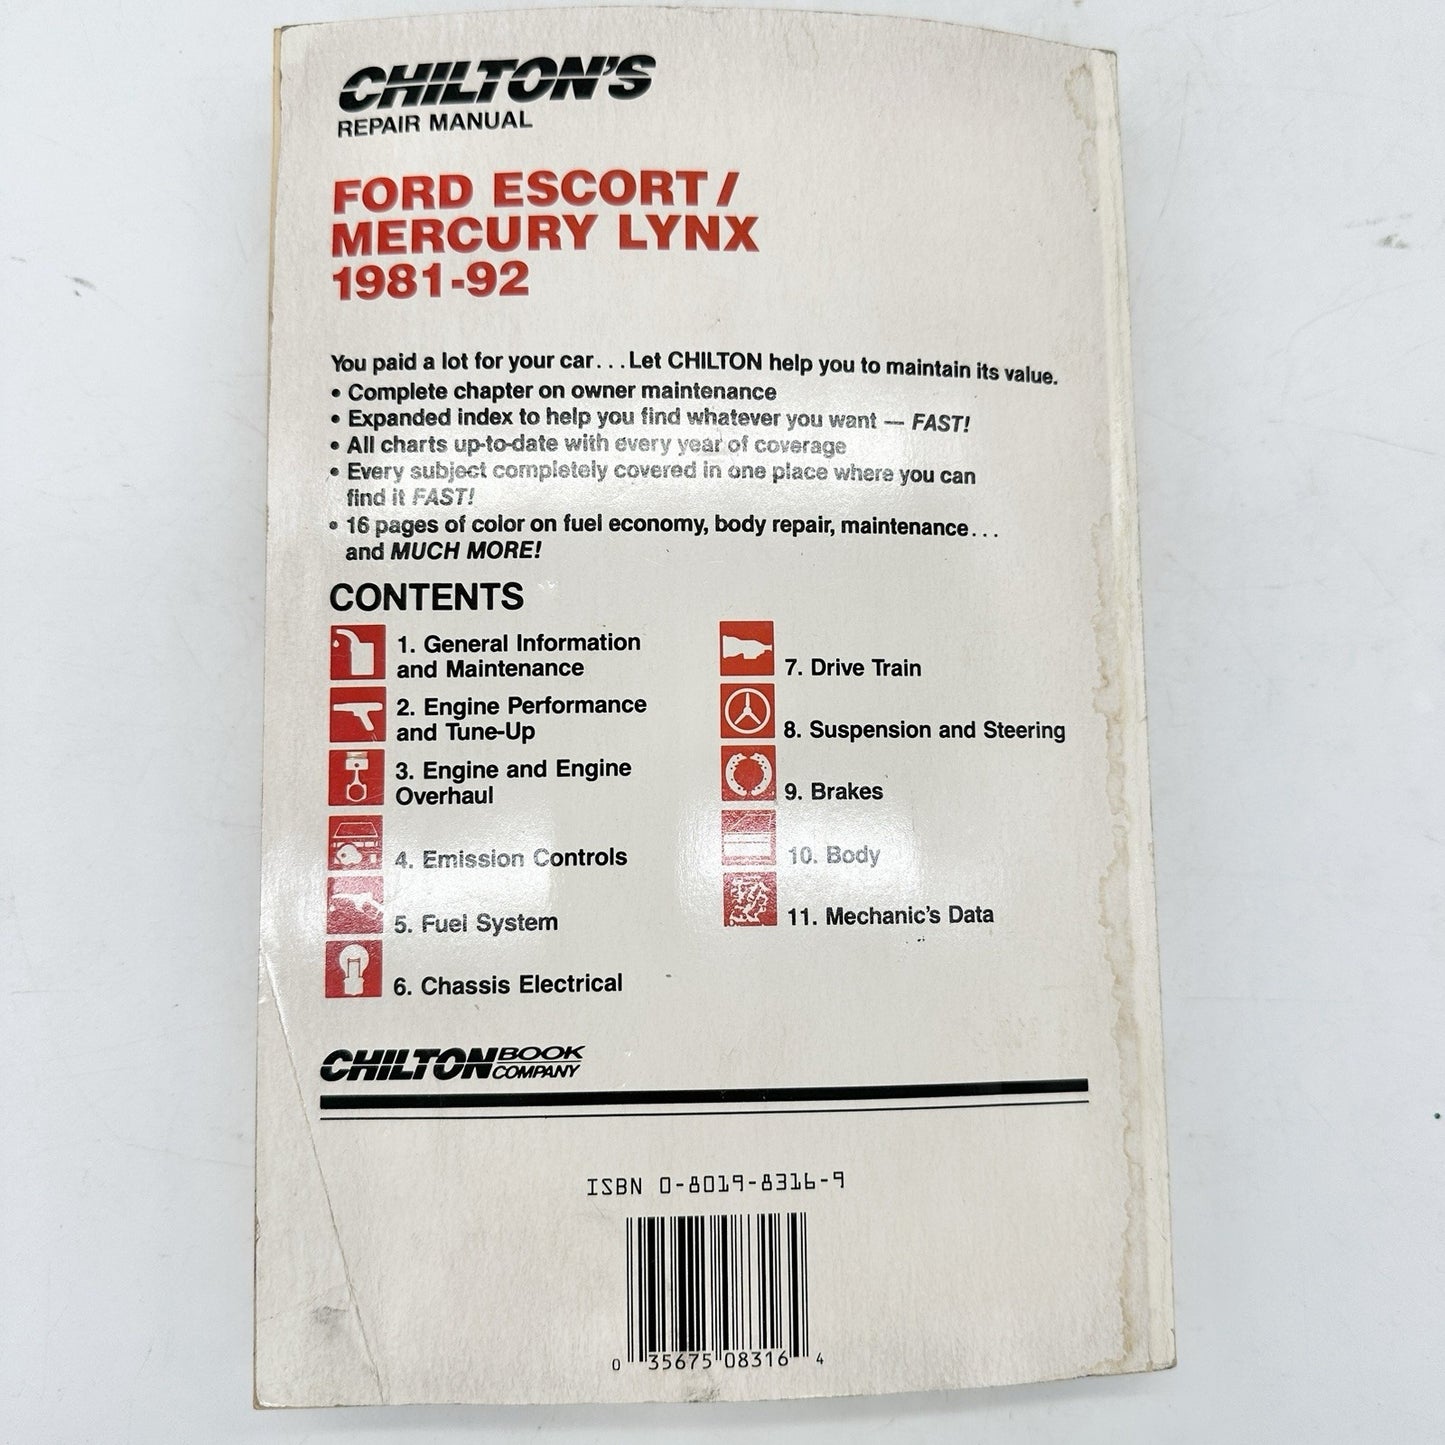 CHILTON'S
REPAIR MANUAL
FORD ESCORT/
MERCURY LYNX
1981-92
You paid a lot for your car...Let CHILTON help you to maintain its value.
• Complete chapter on owner maintenance
• Expanded index to help you find whatever you want — FAST!
• All charts up-to-date with every year of coverage
• Every subject completely covered in one place where you can
find it FAST!
• 16 pages of color on fuel economy, body repair, maintenance...
and MUCH MORE!
CONTENTS
1. General Information
and Maintenance
2. Engine Performance
and Tune-Up
3. Engine and Engine
Overhaul
4. Emission Controls
5. Fuel System
6. Chassis Electrical
7. Drive Train
8. Suspension and Steering
9. Brakes
10. Body
11. Mechanic's Data
CHILTON BOOK
COMPANY
ISBN 0-8019-8316-9
0 35675 08316 4